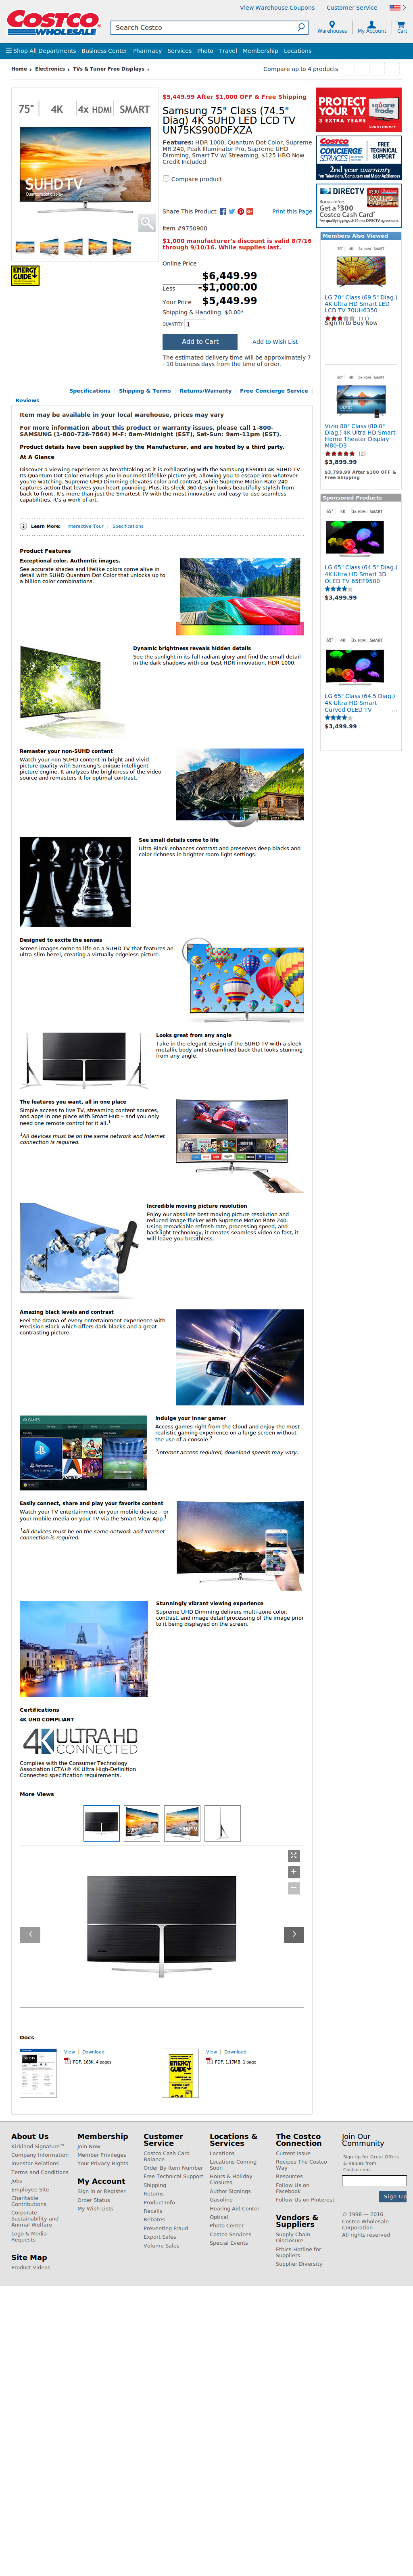 View Warehouse Coupons
Customer Service
COSTCO
WHOLESALE
Search Costco
Warehouses
My Account
Cart
Shop All Departments
Business Center
Pharmacy
Services
Photo
Travel
Membership
Locations
Home
Electronics
TVs & Tuner Free Displays
Compare up to 4 products
75" 4K 4xHDMI SMART
SUHD TV
ENERGY GUIDE
$5,449.99 After $1,000 OFF & Free Shipping
Samsung 75" Class (74.5"
Diag) 4K SUHD LED LCD TV
UN75KS900DFXZA
Features: HDR 1000, Quantum Dot Color, Supreme
MR 240, Peak Illuminator Pro, Supreme UHD
Dimming, Smart TV w/ Streaming, $125 HBO Now
Credit Included
Compare product
Share This Product:
Print this Page
Item #9750900
$1,000 manufacturer's discount is valid 8/7/16
through 9/10/16. While supplies last.
Online Price
$6,449.99
Less
-$1,000.00
Your Price
$5,449.99
Shipping & Handling: $0.00*
QUANTITY 1
Add to Cart
Add to Wish List
The estimated delivery time will be approximately 7
- 10 business days from the time of order.
PROTECT
YOUR TV
3 EXTRA YEARS
square trade
Learn more
COSTCO
CONCIERGE
SERVICES
FREE
TECHNICAL
SUPPORT
2nd year warranty
on Televisions, Projectors and Major Appliances
DIRECTV
Bonus offer:
Get a $300
Costco Cash Card*
Members Also Viewed
LG 70" Class (69.5" Diag.)
4K Ultra HD Smart LED
LCD TV 70UH6350
(11)
Sign In to Buy Now
Vizio 80" Class (80.0"
Diag.) 4K Ultra HD Smart
Home Theater Display
M80-D3
(2)
$3,899.99
$3,799.99 After $100 OFF &
Free Shipping
Sponsored Products
65" 4K 3x HDMI SMART
LG 65" Class (64.5" Diag.)
4K Ultra HD Smart 3D
OLED TV 65EF9500
$3,499.99
65" 4K 3x HDMI SMART
LG 65" Class (64.5 Diag.)
4K Ultra HD Smart
Curved OLED TV ...
$3,499.99
Specifications
Shipping & Terms
Returns/Warranty
Free Concierge Service
Reviews
Item may be available in your local warehouse, prices may vary
For more information about this product or warranty issues, please call 1-800-
SAMSUNG (1-800-726-7864) M-F: 8am-Midnight (EST), Sat-Sun: 9am-11pm (EST).
Product details have been supplied by the Manufacturer, and are hosted by a third party.
At A Glance
Discover a viewing experience as breathtaking as it is exhilarating with the Samsung KS9000 4K SUHD TV.
Its Quantum Dot Color envelops you in our most lifelike picture yet, allowing you to escape into whatever
you're watching. Supreme UHD Dimming elevates color and contrast, while Supreme Motion Rate 240
captures action that leaves your heart pounding. Plus, its sleek 360 design looks beautifully stylish from
back to front. It's more than just the Smartest TV with the most innovative and easy-to-use seamless
capabilities, it's a work of art.
Learn More:
Interactive Tour
Specifications
Product Features
Exceptional color. Authentic images.
See accurate shades and lifelike colors come alive in
detail with SUHD Quantum Dot Color that unlocks up to
a billion color combinations.
Dynamic brightness reveals hidden details
See the sunlight in its full radiant glory and find the small detail
in the dark shadows with our best HDR innovation, HDR 1000.
Remaster your non-SUHD content
Watch your non-SUHD content in bright and vivid
picture quality with Samsung's unique intelligent
picture engine. It analyzes the brightness of the video
source and remasters it for optimal contrast.
See small details come to life
Ultra Black enhances contrast and preserves deep blacks and
color richness in brighter room light settings.
Designed to excite the senses
Screen images come to life on a SUHD TV that features an
ultra-slim bezel, creating a virtually edgeless picture.
Looks great from any angle
Take in the elegant design of the SUHD TV with a sleek
metallic body and streamlined back that looks stunning
from any angle.
The features you want, all in one place
Simple access to live TV, streaming content sources,
and apps in one place with Smart Hub – and you only
need one remote control for it all.1
1All devices must be on the same network and Internet
connection is required.
Incredible moving picture resolution
Enjoy our absolute best moving picture resolution and
reduced image flicker with Supreme Motion Rate 240.
Using remarkable refresh rate, processing speed, and
backlight technology, it creates seamless video so fast, it
will leave you breathless.
Amazing black levels and contrast
Feel the drama of every entertainment experience with
Precision Black which offers dark blacks and a great
contrasting picture.
GAMES
PlayStation
Indulge your inner gamer
Access games right from the Cloud and enjoy the most
realistic gaming experience on a large screen without
the use of a console.2
2Internet access required, download speeds may vary.
Easily connect, share and play your favorite content
Watch your TV entertainment on your mobile device – or
your mobile media on your TV via the Smart View App.1
1All devices must be on the same network and Internet
connection is required.
Stunningly vibrant viewing experience
Supreme UHD Dimming delivers multi-zone color,
contrast, and image detail processing of the image prior
to it being displayed on the screen.
Certifications
4K UHD COMPLIANT
4K ULTRA HD
CONNECTED
Complies with the Consumer Technology
Association (CTA)® 4K Ultra High-Definition
Connected specification requirements.
More Views
Docs
View | Download
PDF, 163K, 4 pages
ENERGY GUIDE
View | Download
PDF, 1.17MB, 1 page
About Us
Kirkland Signature™
Company Information
Investor Relations
Terms and Conditions
Jobs
Employee Site
Charitable
Contributions
Corporate
Sustainability and
Animal Welfare
Logo & Media
Requests
Site Map
Product Videos
Membership
Join Now
Member Privileges
Your Privacy Rights
My Account
Sign in or Register
Order Status
My Wish Lists
Customer
Service
Costco Cash Card
Balance
Order By Item Number
Free Technical Support
Shipping
Returns
Product Info
Recalls
Rebates
Preventing Fraud
Export Sales
Volume Sales
Locations &
Services
Locations
Locations Coming
Soon
Hours & Holiday
Closures
Author Signings
Gasoline
Hearing Aid Center
Optical
Photo Center
Costco Services
Special Events
The Costco
Connection
Current Issue
Recipes The Costco
Way
Resources
Follow Us on
Facebook
Follow Us on Pinterest
Vendors &
Suppliers
Supply Chain
Disclosure
Ethics Hotline for
Suppliers
Supplier Diversity
Join Our
Community
Sign Up for Great Offers
& Values from
Costco.com
Sign Up
© 1998 — 2016
Costco Wholesale
Corporation
All rights reserved